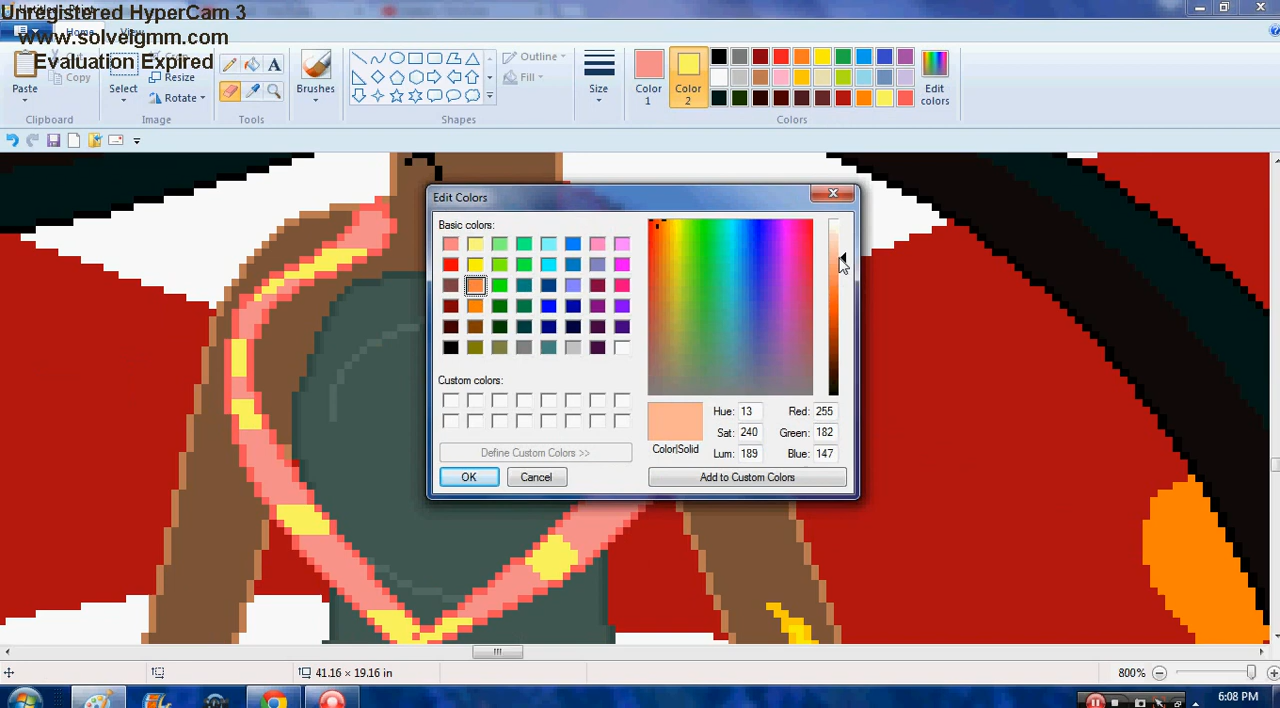 Unregistered HyperCam 3
www.solveigmm.com
Evaluation Expired
Home
View
Paste
Copy
Select
Resize
Rotate
Brushes
Outline
Fill
Size
Color 1
Color 2
Edit colors
Clipboard
Image
Tools
Shapes
Colors
A
Edit Colors
Basic colors:
Custom colors:
Define Custom Colors >>
OK
Cancel
Color|Solid
Hue: 13
Sat: 240
Lum: 189
Red: 255
Green: 182
Blue: 147
Add to Custom Colors
41.16 × 19.16 in
800%
6:08 PM